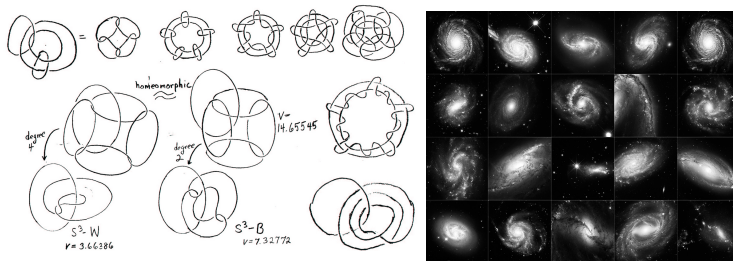 =
homeomorphic
V=
14.65545
degree
4
degree
2
S³-W
V=3.66386
S³-B
V=7.32772